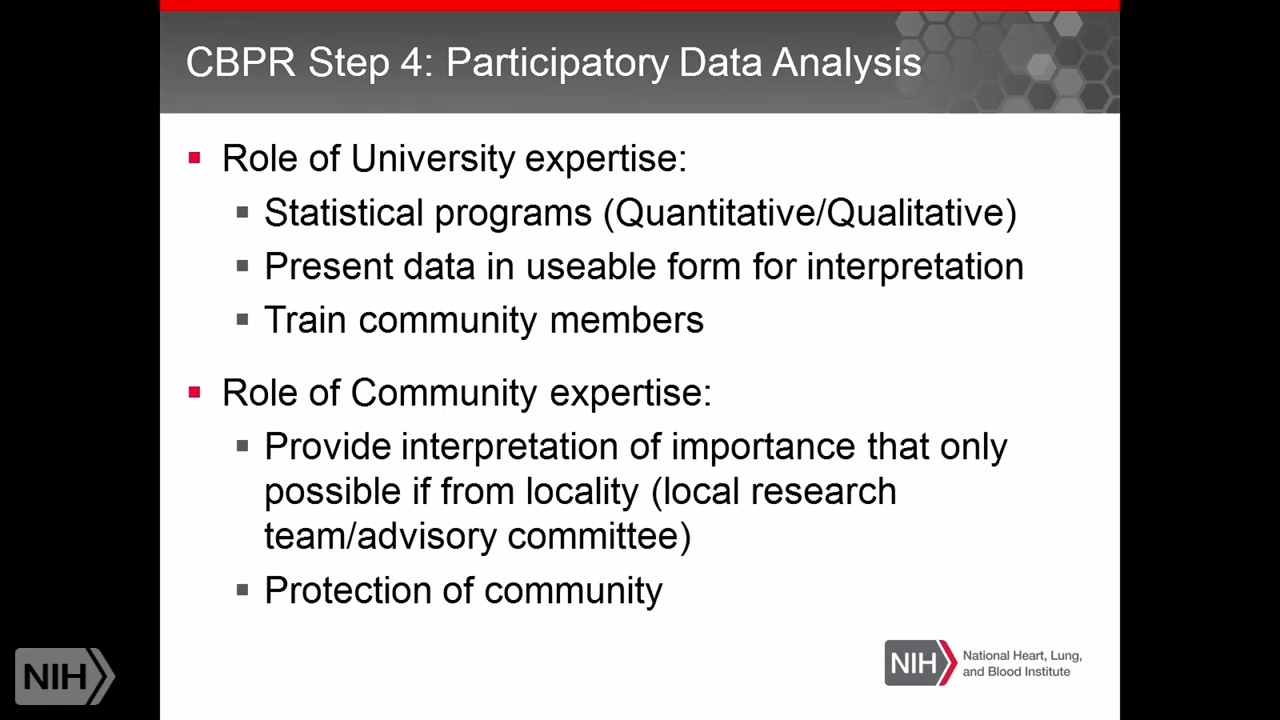 CBPR Step 4: Participatory Data Analysis
Role of University expertise:
Statistical programs (Quantitative/Qualitative)
Present data in useable form for interpretation
Train community members
Role of Community expertise:
Provide interpretation of importance that only
possible if from locality (local research
team/advisory committee)
Protection of community
NIH
National Heart, Lung,
and Blood Institute
NIH